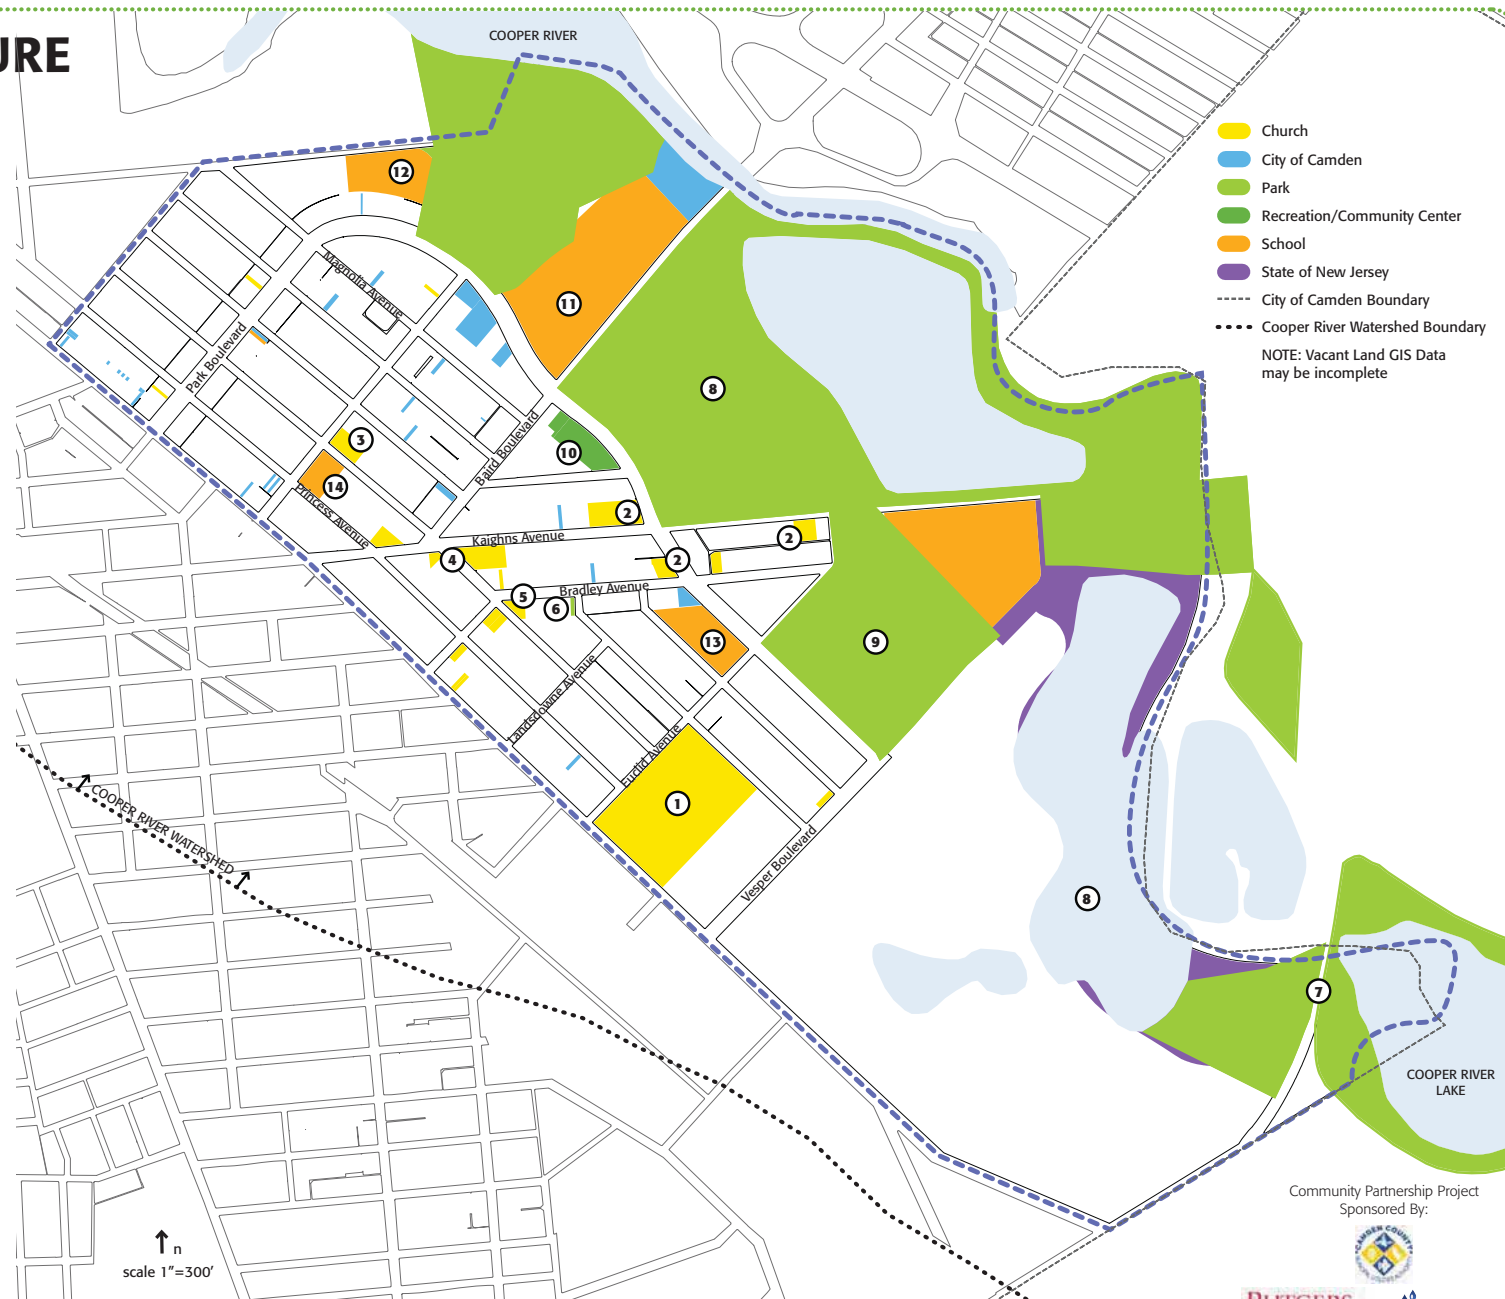 URE
COOPER RIVER
Church
City of Camden
Park
Recreation/Community Center
School
State of New Jersey
City of Camden Boundary
Cooper River Watershed Boundary
NOTE: Vacant Land GIS Data
may be incomplete
12
11
Magnolia Avenue
Park Boulevard
8
3
10
Baird Boulevard
14
Princess Avenue
2
Kaighns Avenue
2
4
2
Bradley Avenue
5
6
13
9
Landsdowne Avenue
Euclid Avenue
1
Vesper Boulevard
COOPER RIVER WATERSHED
8
7
COOPER RIVER
LAKE
n
scale 1"=300'
Community Partnership Project
Sponsored By:
CAMDEN COUNTY
RUTGERS